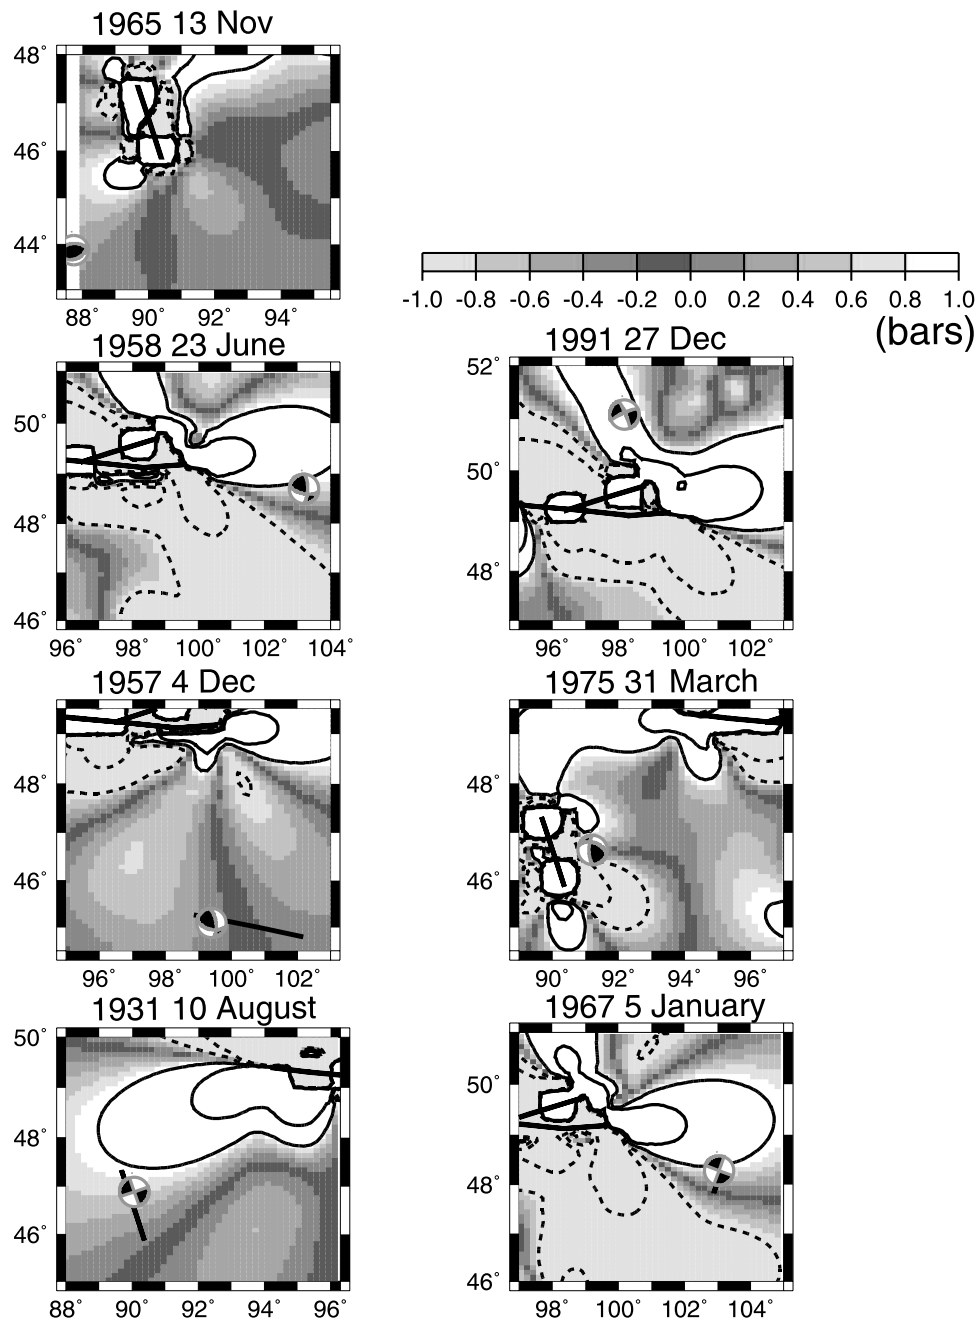 1965 13 Nov
48°
46°
44°
88° 90° 92° 94°
-1.0 -0.8 -0.6 -0.4 -0.2 0.0 0.2 0.4 0.6 0.8 1.0
(bars)
1958 23 June
50°
48°
46°
96° 98° 100° 102° 104°
1991 27 Dec
52°
50°
48°
96° 98° 100° 102°
1957 4 Dec
48°
46°
96° 98° 100° 102°
1975 31 March
48°
46°
90° 92° 94° 96°
1931 10 August
50°
48°
46°
88° 90° 92° 94° 96°
1967 5 January
50°
48°
46°
98° 100° 102° 104°